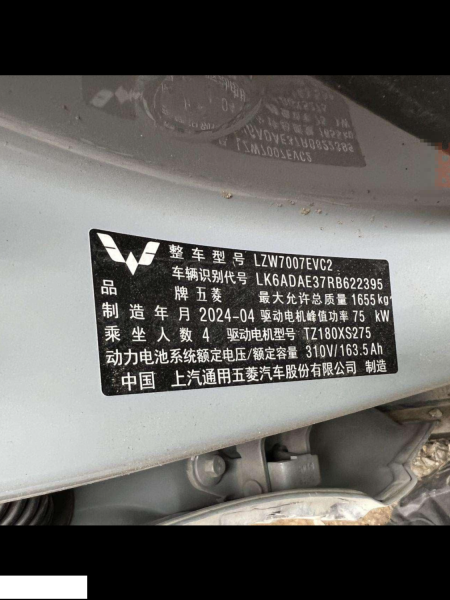 整车型号 LZW7007EVC2
车辆识别代号 LK6ADAE37RB622395
品牌 五菱 最大允许总质量 1655kg
制造年月 2024-04 驱动电机峰值功率 75 kW
乘坐人数 4 驱动电机型号 TZ180XS275
动力电池系统额定电压/额定容量 310V/163.5Ah
中国 上汽通用五菱汽车股份有限公司 制造